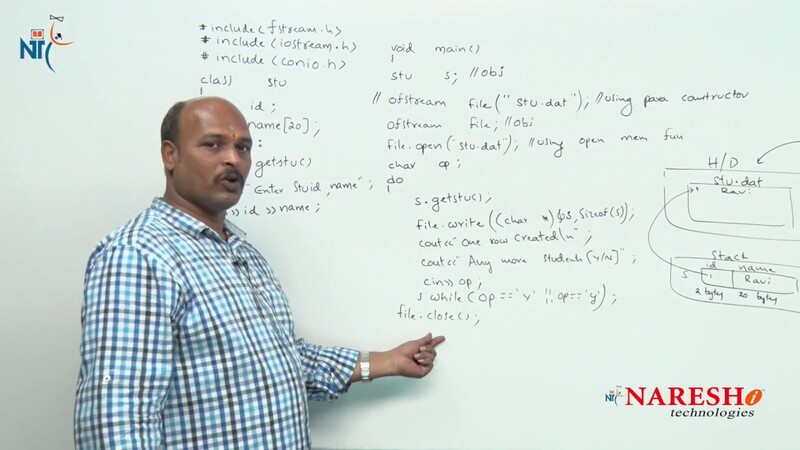 NTC
# include(fstream.h)
# include(iostream.h)
# include(conio.h)
class stu
id ;
name[20] ;
:
getstu()
"Enter Stuid, name" ;
>> id >> name ;
void main()
{
stu s; //obj
// ofstream file("stu.dat"); //using para constructor
ofstream file; //obj
file.open("stu.dat"); //using open mem fun
char op;
do
{
s.getstu();
file.write((char *)&s, sizeof(s));
cout<<"One row created\n";
cout<<"Any more students[Y/N]";
cin>>op;
} while(op=='Y' || op=='y');
file.close();
H/D
stu.dat
1 Ravi
Stack
id name
S 1 Ravi
2 bytes 20 bytes
NARESH i
technologies